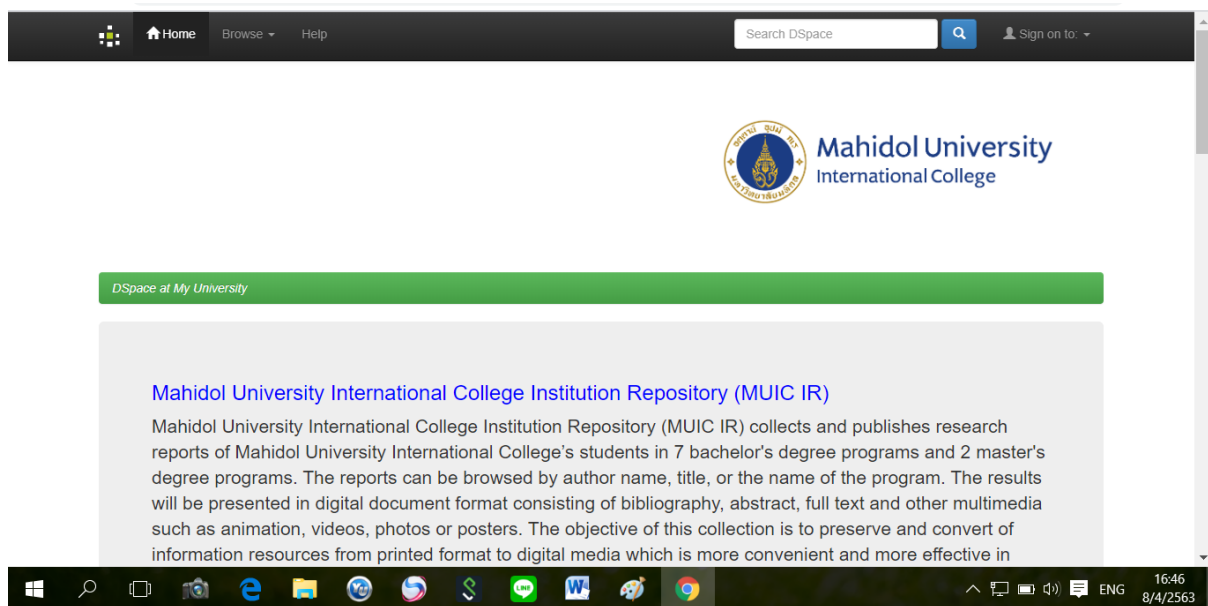 Home Browse Help Search DSpace Sign on to:
Mahidol University
International College
DSpace at My University
Mahidol University International College Institution Repository (MUIC IR)
Mahidol University International College Institution Repository (MUIC IR) collects and publishes research
reports of Mahidol University International College's students in 7 bachelor's degree programs and 2 master's
degree programs. The reports can be browsed by author name, title, or the name of the program. The results
will be presented in digital document format consisting of bibliography, abstract, full text and other multimedia
such as animation, videos, photos or posters. The objective of this collection is to preserve and convert of
information resources from printed format to digital media which is more convenient and more effective in
ENG
16:46
8/4/2563